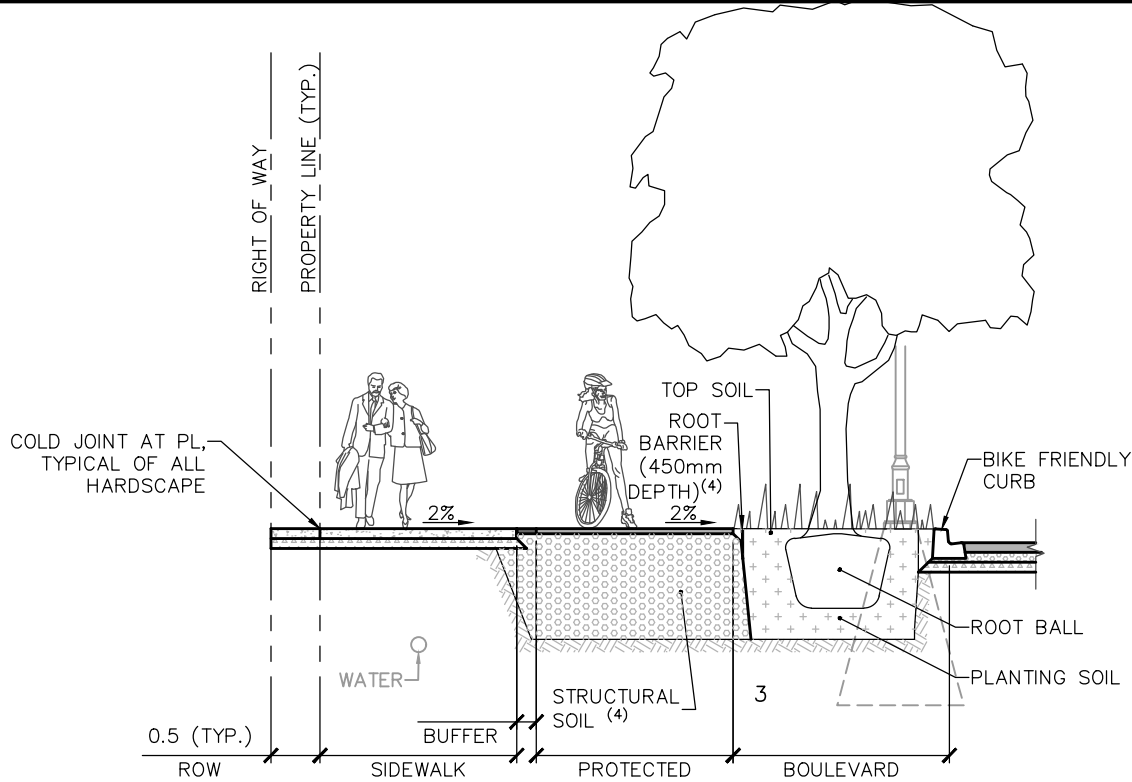 RIGHT OF WAY
PROPERTY LINE (TYP.)
TOP SOIL
ROOT
BARRIER
(450mm
DEPTH)(4)
COLD JOINT AT PL,
TYPICAL OF ALL
HARDSCAPE
BIKE FRIENDLY
CURB
2%
2%
ROOT BALL
WATER
PLANTING SOIL
STRUCTURAL
SOIL (4)
3
0.5 (TYP.)
BUFFER
ROW
SIDEWALK
PROTECTED
BOULEVARD